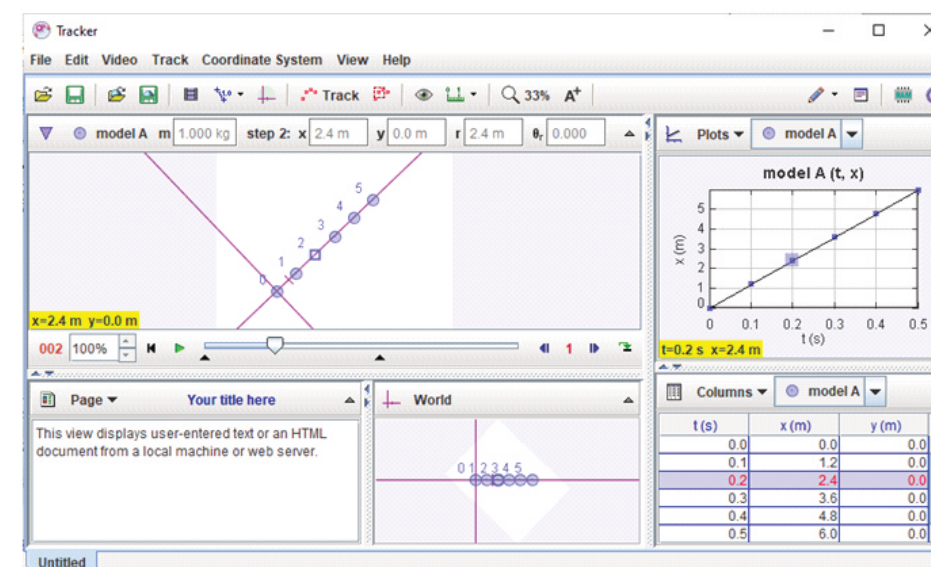 Tracker
File Edit Video Track Coordinate System View Help
Track 33% A+
model A m 1.000 kg step 2: x 2.4 m y 0.0 m r 2.4 m θr 0.000
Plots model A
model A (t, x)
5
4
3
2
1
0
x (m)
0 0.1 0.2 0.3 0.4 0.5
t (s)
t=0.2 s x=2.4 m
0 1 2 3 4 5
x=2.4 m y=0.0 m
002 100% 1
Page Your title here
This view displays user-entered text or an HTML
document from a local machine or web server.
World
0 1 2 3 4 5
Columns model A
t (s) x (m) y (m)
0.0 0.0 0.0
0.1 1.2 0.0
0.2 2.4 0.0
0.3 3.6 0.0
0.4 4.8 0.0
0.5 6.0 0.0
Untitled